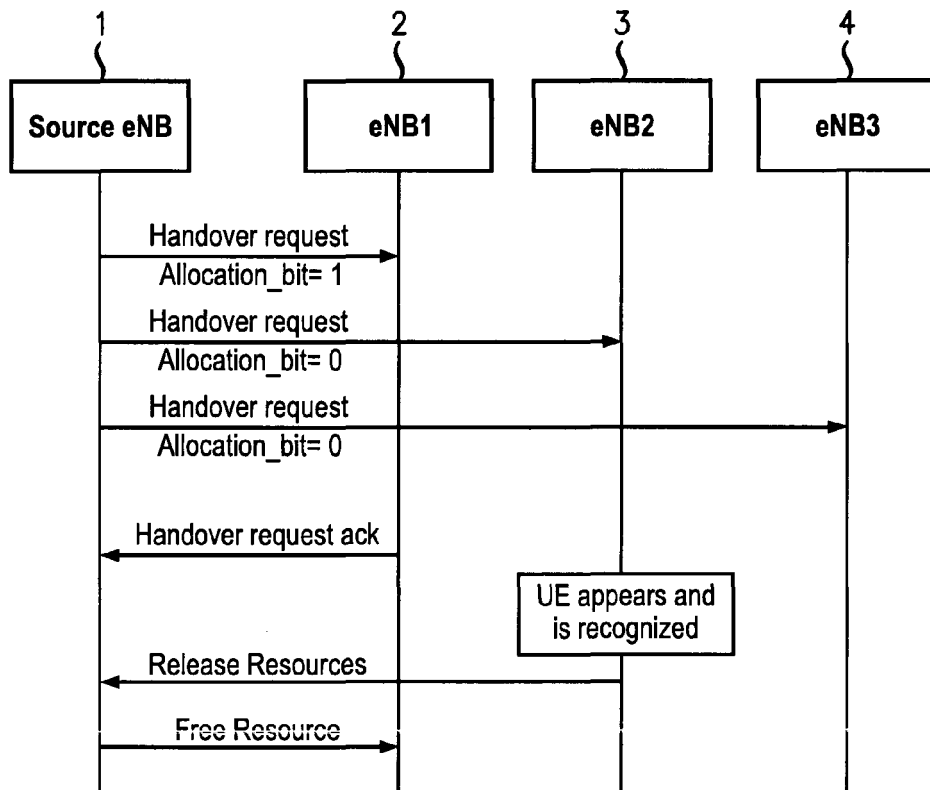 1
2
3
4
Source eNB
eNB1
eNB2
eNB3
Handover request
Allocation_bit= 1
Handover request
Allocation_bit= 0
Handover request
Allocation_bit= 0
Handover request ack
UE appears and
is recognized
Release Resources
Free Resource